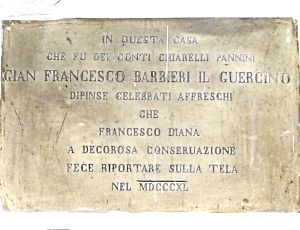 IN QUESTA CASA
CHE FU DEI CONTI CHIARELLI PANNINI
GIAN FRANCESCO BARBIERI IL GUERCINO
DIPINSE CELEBRATI AFFRESCHI
CHE
FRANCESCO DIANA
A DECOROSA CONSERUAZIONE
FECE RIPORTARE SULLA TELA
NEL MDCCCXL